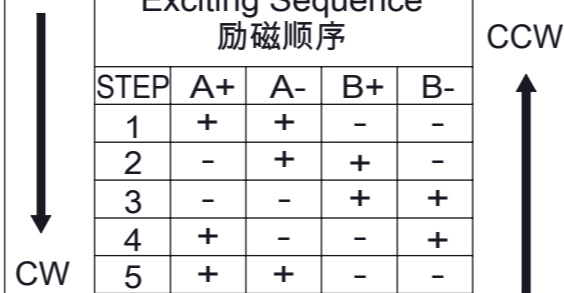 Exciting Sequence
励磁顺序
CCW
STEP A+ A- B+ B-
1 + + - -
2 - + + -
3 - - + +
4 + - - +
CW
5 + + - -